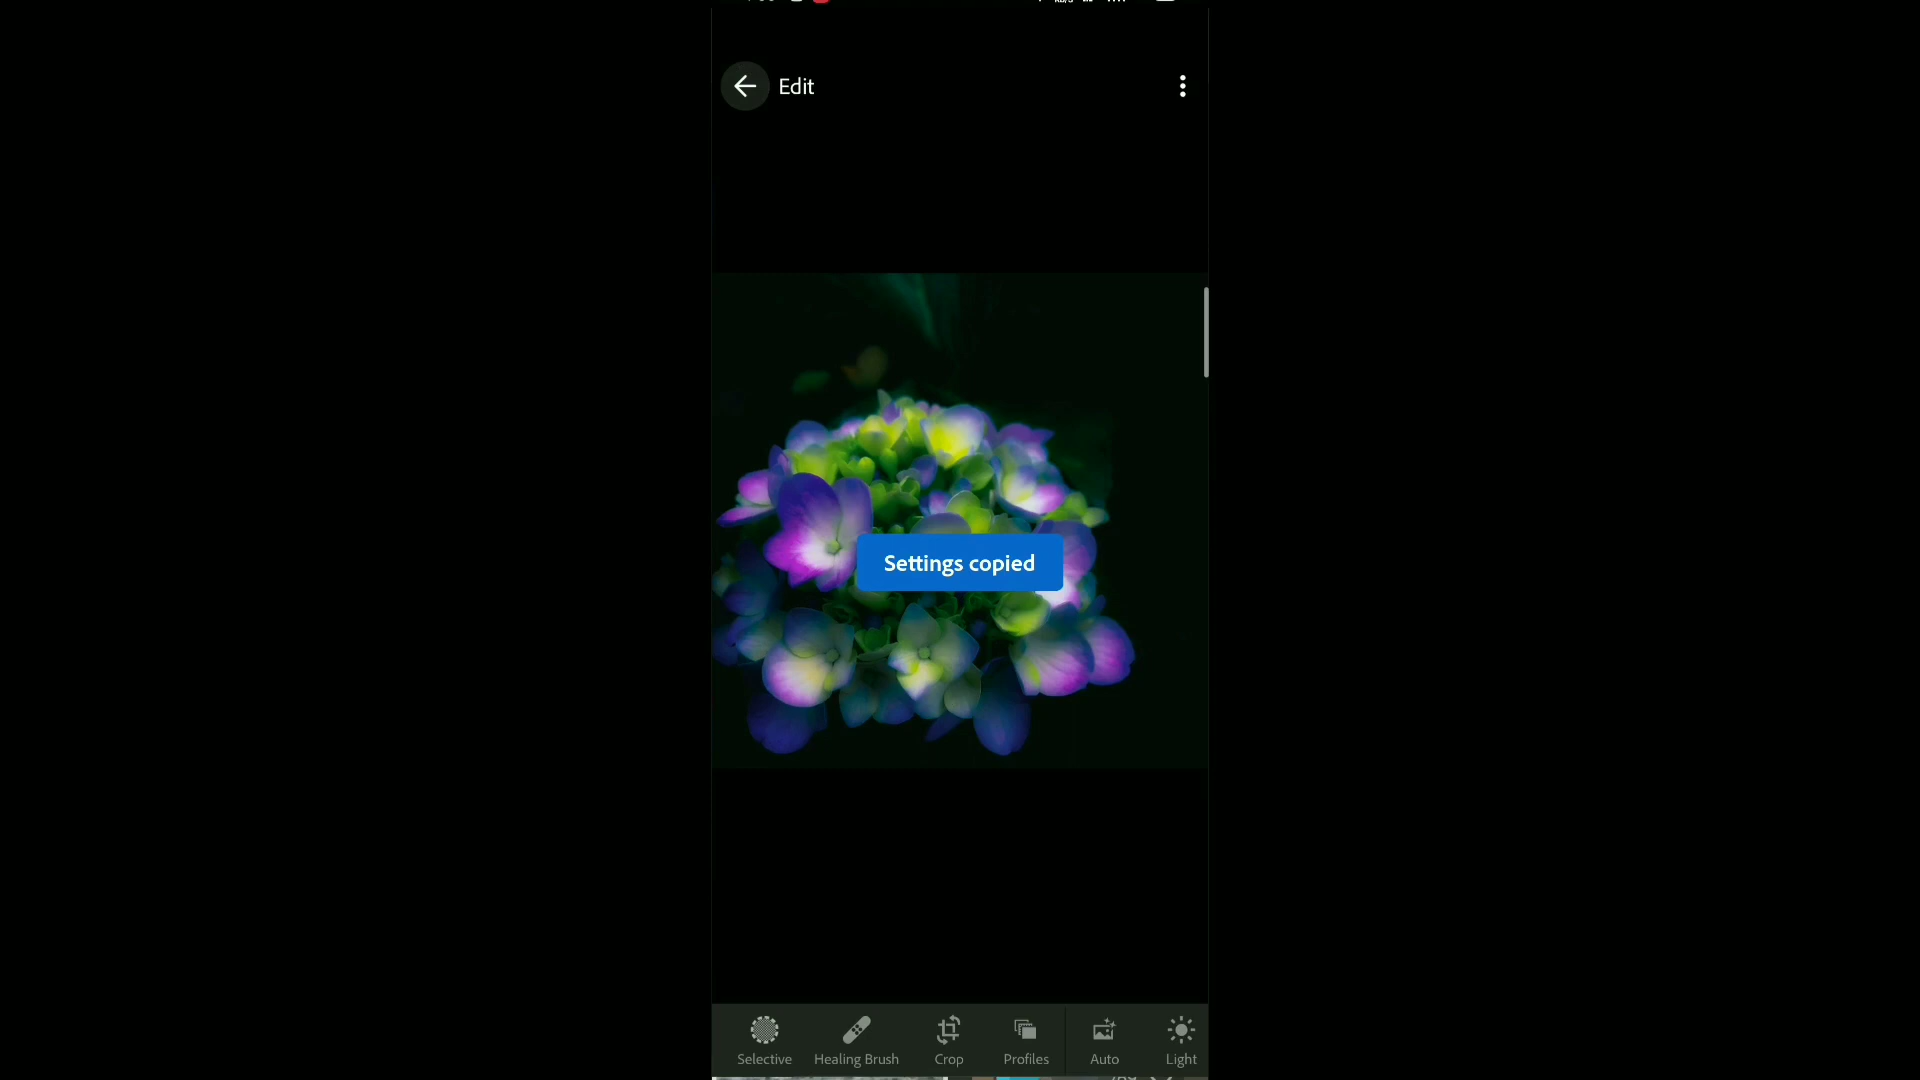 Edit
Settings copied
Selective
Healing Brush
Crop
Profiles
Auto
Light